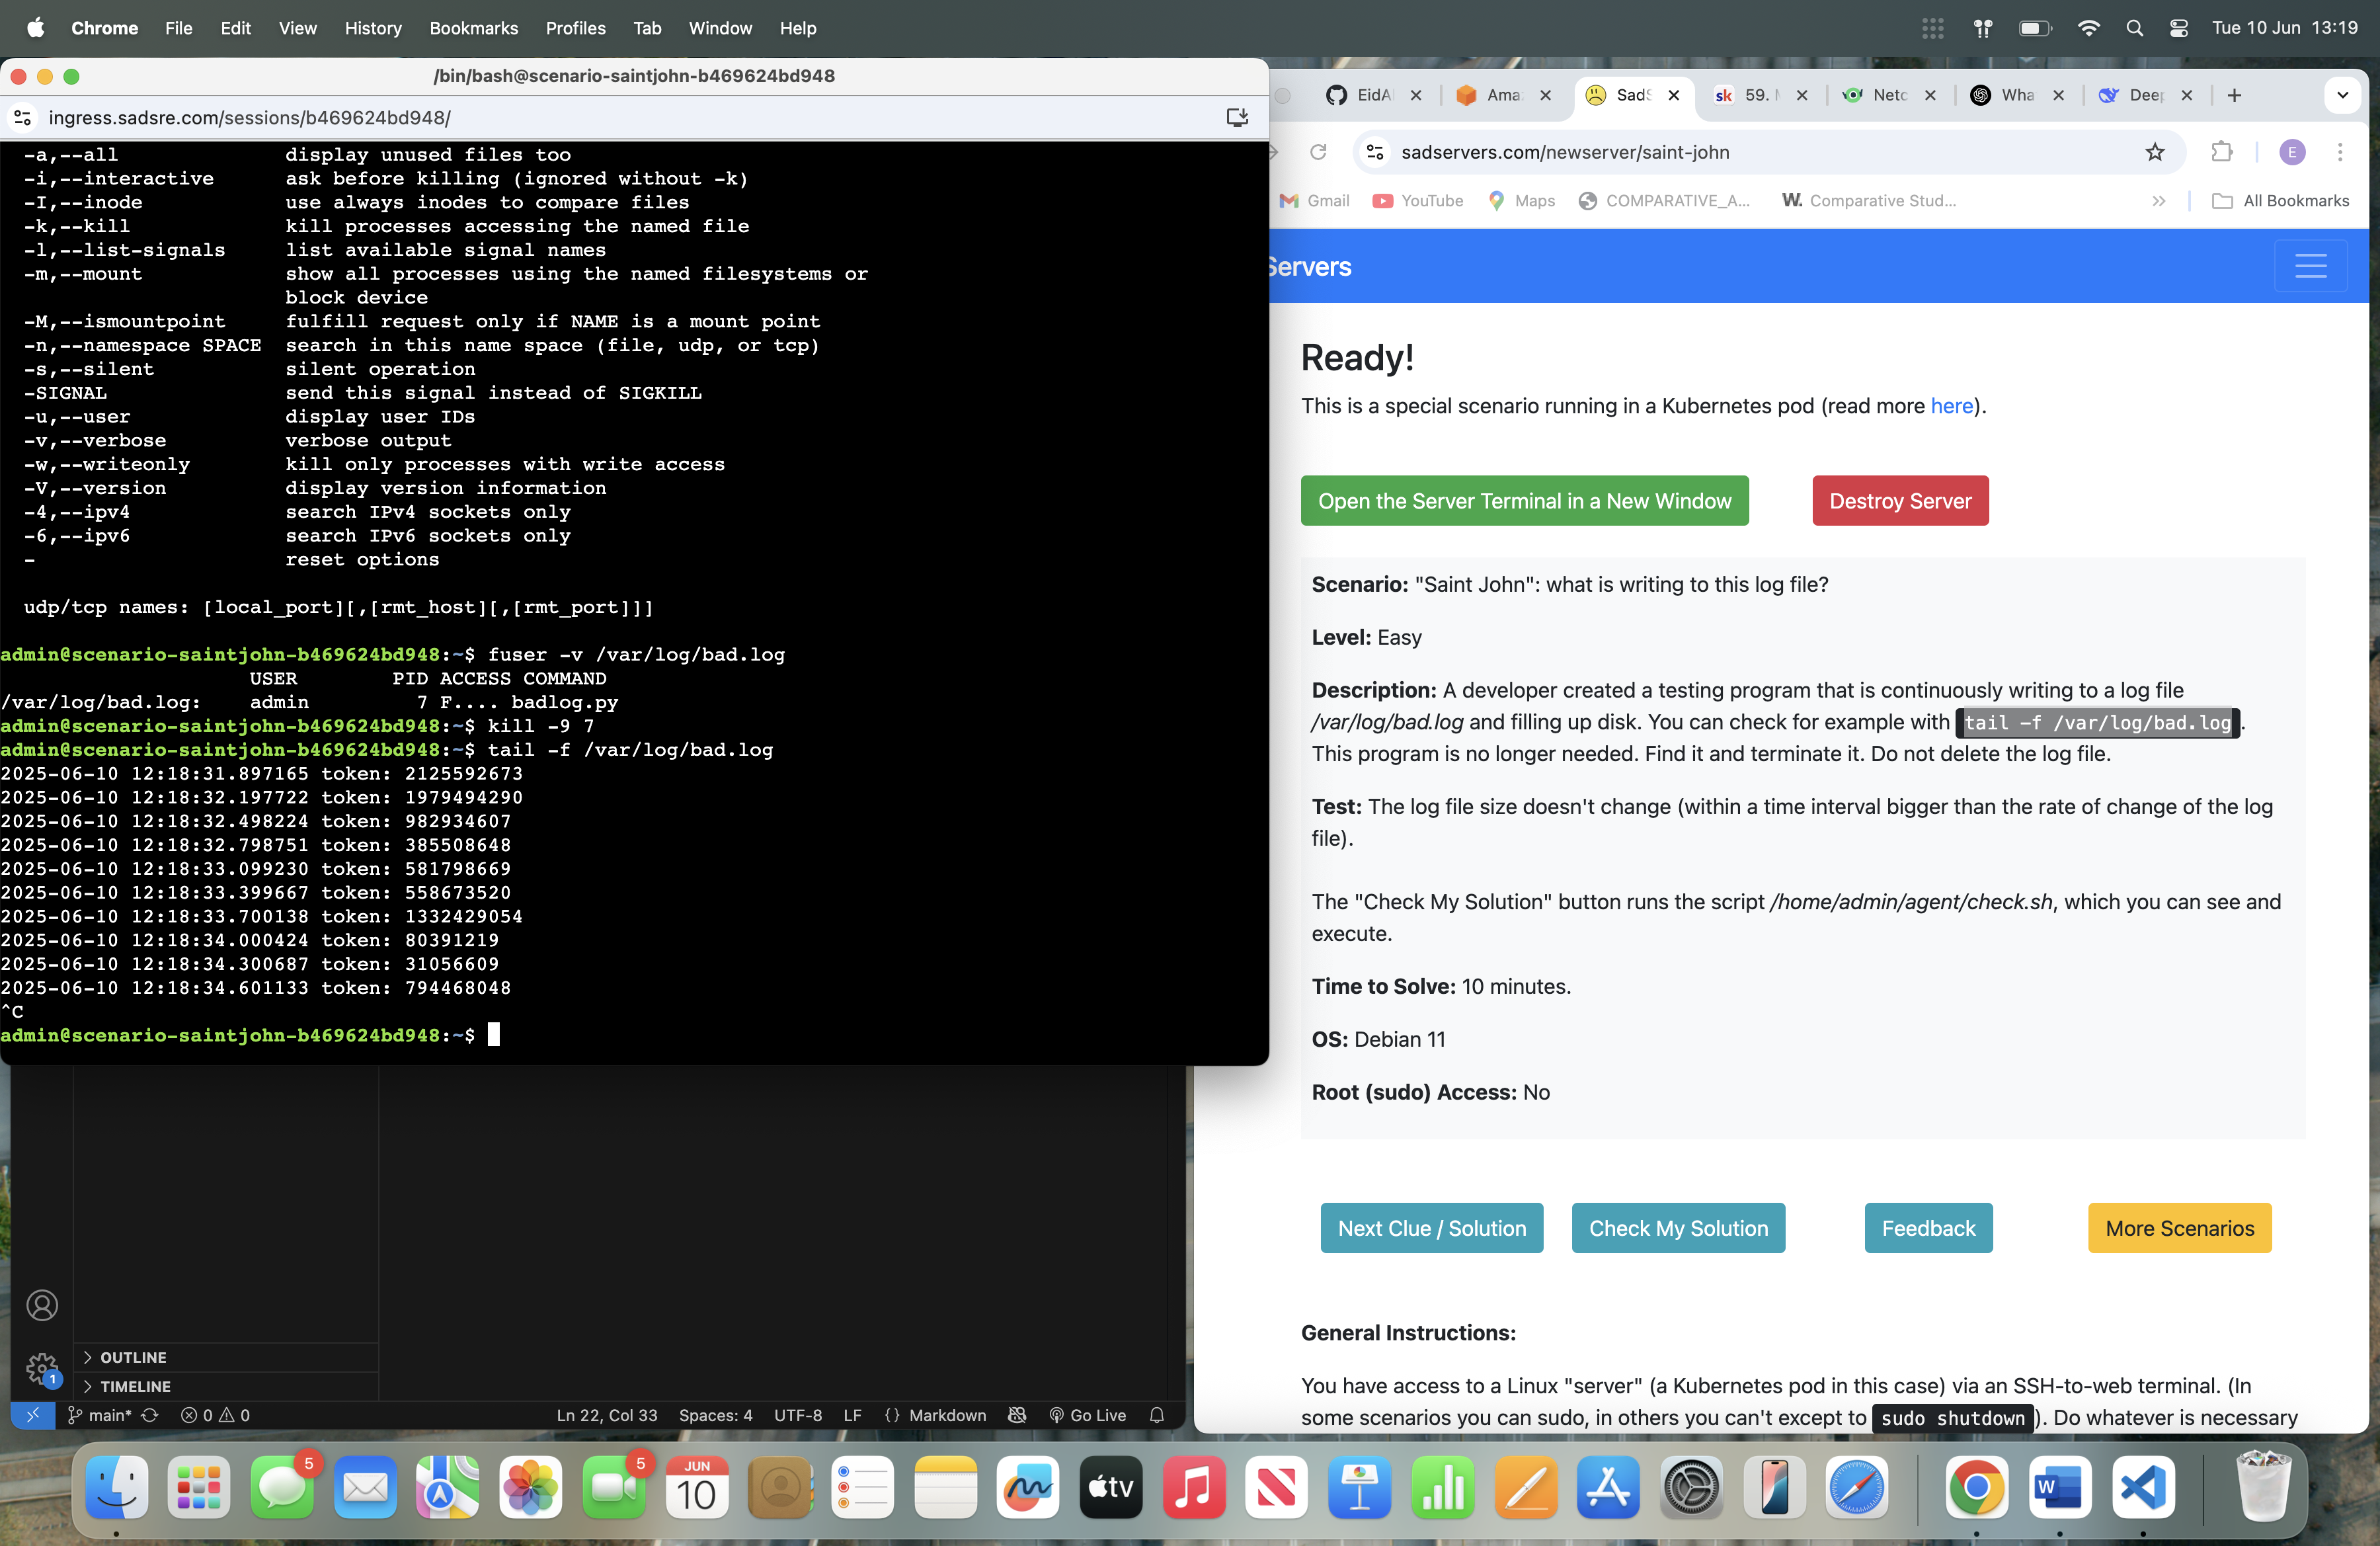 Chrome File Edit View History Bookmarks Profiles Tab Window Help
Tue 10 Jun 13:19
/bin/bash@scenario-saintjohn-b469624bd948
ingress.sadsre.com/sessions/b469624bd948/
-a,--all display unused files too
-i,--interactive ask before killing (ignored without -k)
-I,--inode use always inodes to compare files
-k,--kill kill processes accessing the named file
-l,--list-signals list available signal names
-m,--mount show all processes using the named filesystems or
block device
-M,--ismountpoint fulfill request only if NAME is a mount point
-n,--namespace SPACE search in this name space (file, udp, or tcp)
-s,--silent silent operation
-SIGNAL send this signal instead of SIGKILL
-u,--user display user IDs
-v,--verbose verbose output
-w,--writeonly kill only processes with write access
-V,--version display version information
-4,--ipv4 search IPv4 sockets only
-6,--ipv6 search IPv6 sockets only
- reset options
udp/tcp names: [local_port][,[rmt_host][,[rmt_port]]]
admin@scenario-saintjohn-b469624bd948:~$ fuser -v /var/log/bad.log
USER PID ACCESS COMMAND
/var/log/bad.log: admin 7 F.... badlog.py
admin@scenario-saintjohn-b469624bd948:~$ kill -9 7
admin@scenario-saintjohn-b469624bd948:~$ tail -f /var/log/bad.log
2025-06-10 12:18:31.897165 token: 2125592673
2025-06-10 12:18:32.197722 token: 1979494290
2025-06-10 12:18:32.498224 token: 982934607
2025-06-10 12:18:32.798751 token: 385508648
2025-06-10 12:18:33.099230 token: 581798669
2025-06-10 12:18:33.399667 token: 558673520
2025-06-10 12:18:33.700138 token: 1332429054
2025-06-10 12:18:34.000424 token: 80391219
2025-06-10 12:18:34.300687 token: 31056609
2025-06-10 12:18:34.601133 token: 794468048
^C
admin@scenario-saintjohn-b469624bd948:~$
EidA Ama SadS sk 59. Netc Wha Deep
sadservers.com/newserver/saint-john
E
Gmail YouTube Maps COMPARATIVE_A... W. Comparative Stud... All Bookmarks
Servers
Ready!
This is a special scenario running in a Kubernetes pod (read more here).
Open the Server Terminal in a New Window Destroy Server
Scenario: "Saint John": what is writing to this log file?
Level: Easy
Description: A developer created a testing program that is continuously writing to a log file
/var/log/bad.log and filling up disk. You can check for example with tail -f /var/log/bad.log.
This program is no longer needed. Find it and terminate it. Do not delete the log file.
Test: The log file size doesn't change (within a time interval bigger than the rate of change of the log
file).
The "Check My Solution" button runs the script /home/admin/agent/check.sh, which you can see and
execute.
Time to Solve: 10 minutes.
OS: Debian 11
Root (sudo) Access: No
Next Clue / Solution Check My Solution Feedback More Scenarios
General Instructions:
You have access to a Linux "server" (a Kubernetes pod in this case) via an SSH-to-web terminal. (In
some scenarios you can sudo, in others you can't except to sudo shutdown). Do whatever is necessary
1
OUTLINE
TIMELINE
main* 0 0 Ln 22, Col 33 Spaces: 4 UTF-8 LF {} Markdown Go Live
5
5
JUN
10
tv
W